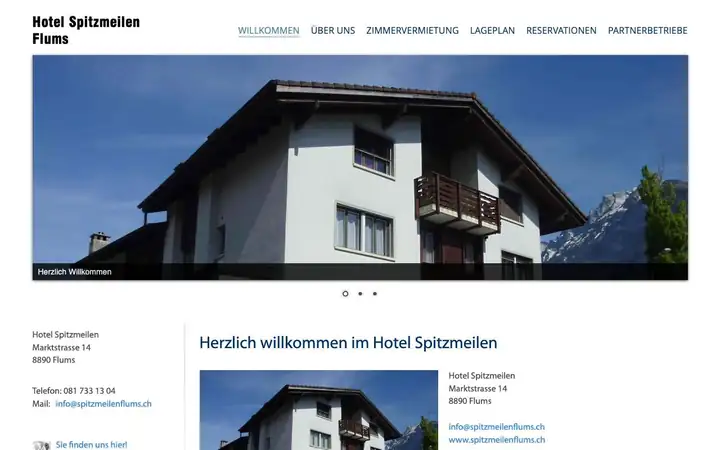 Hotel Spitzmeilen
Flums
WILLKOMMEN ÜBER UNS ZIMMERVERMIETUNG LAGEPLAN RESERVATIONEN PARTNERBETRIEBE
Herzlich Willkommen
Hotel Spitzmeilen
Marktstrasse 14
8890 Flums
Telefon: 081 733 13 04
Mail: info@spitzmeilenflums.ch
Sie finden uns hier!
Herzlich willkommen im Hotel Spitzmeilen
Hotel Spitzmeilen
Marktstrasse 14
8890 Flums
info@spitzmeilenflums.ch
www.spitzmeilenflums.ch